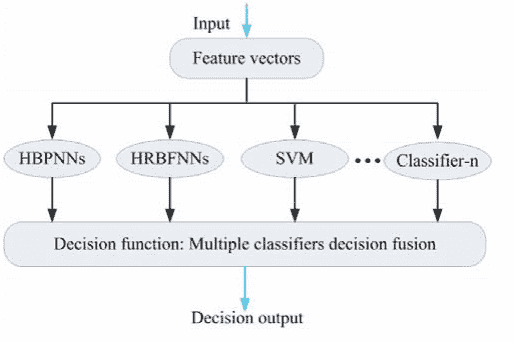 Input
Feature vectors
HBPNNs HRBFNNs SVM ••• Classifier-n
Decision function: Multiple classifiers decision fusion
Decision output